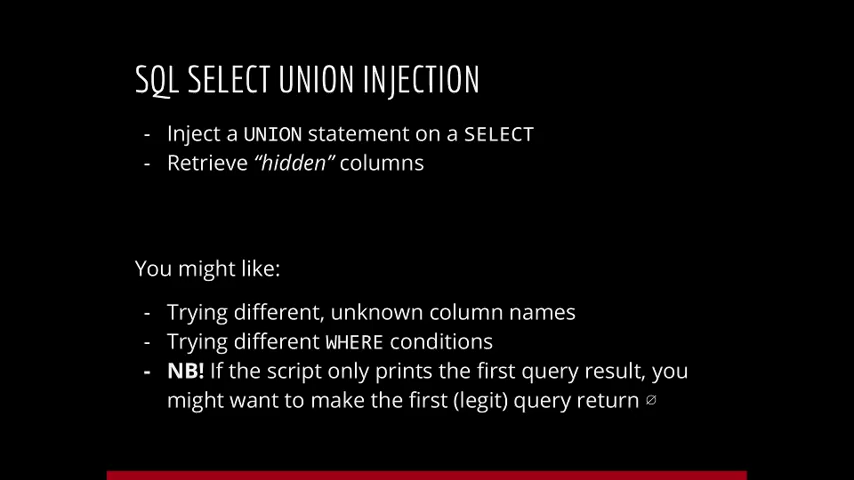 SQL SELECT UNION INJECTION
- Inject a UNION statement on a SELECT
- Retrieve “hidden” columns
You might like:
- Trying different, unknown column names
- Trying different WHERE conditions
- NB! If the script only prints the first query result, you
might want to make the first (legit) query return ∅